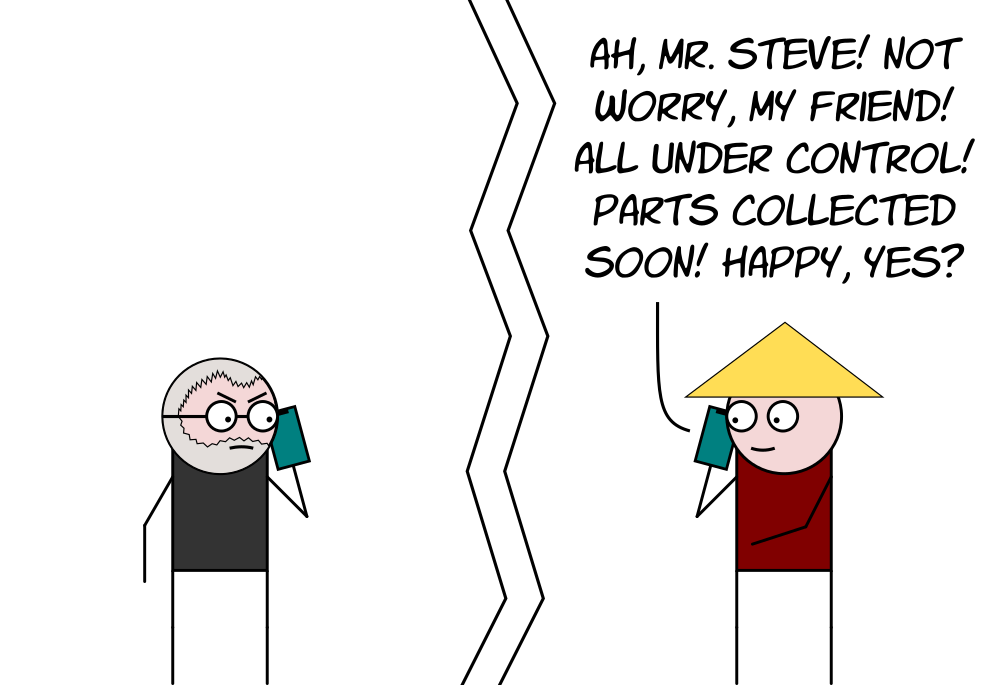 AH, MR. STEVE! NOT
WORRY, MY FRIEND!
ALL UNDER CONTROL!
PARTS COLLECTED
SOON! HAPPY, YES?